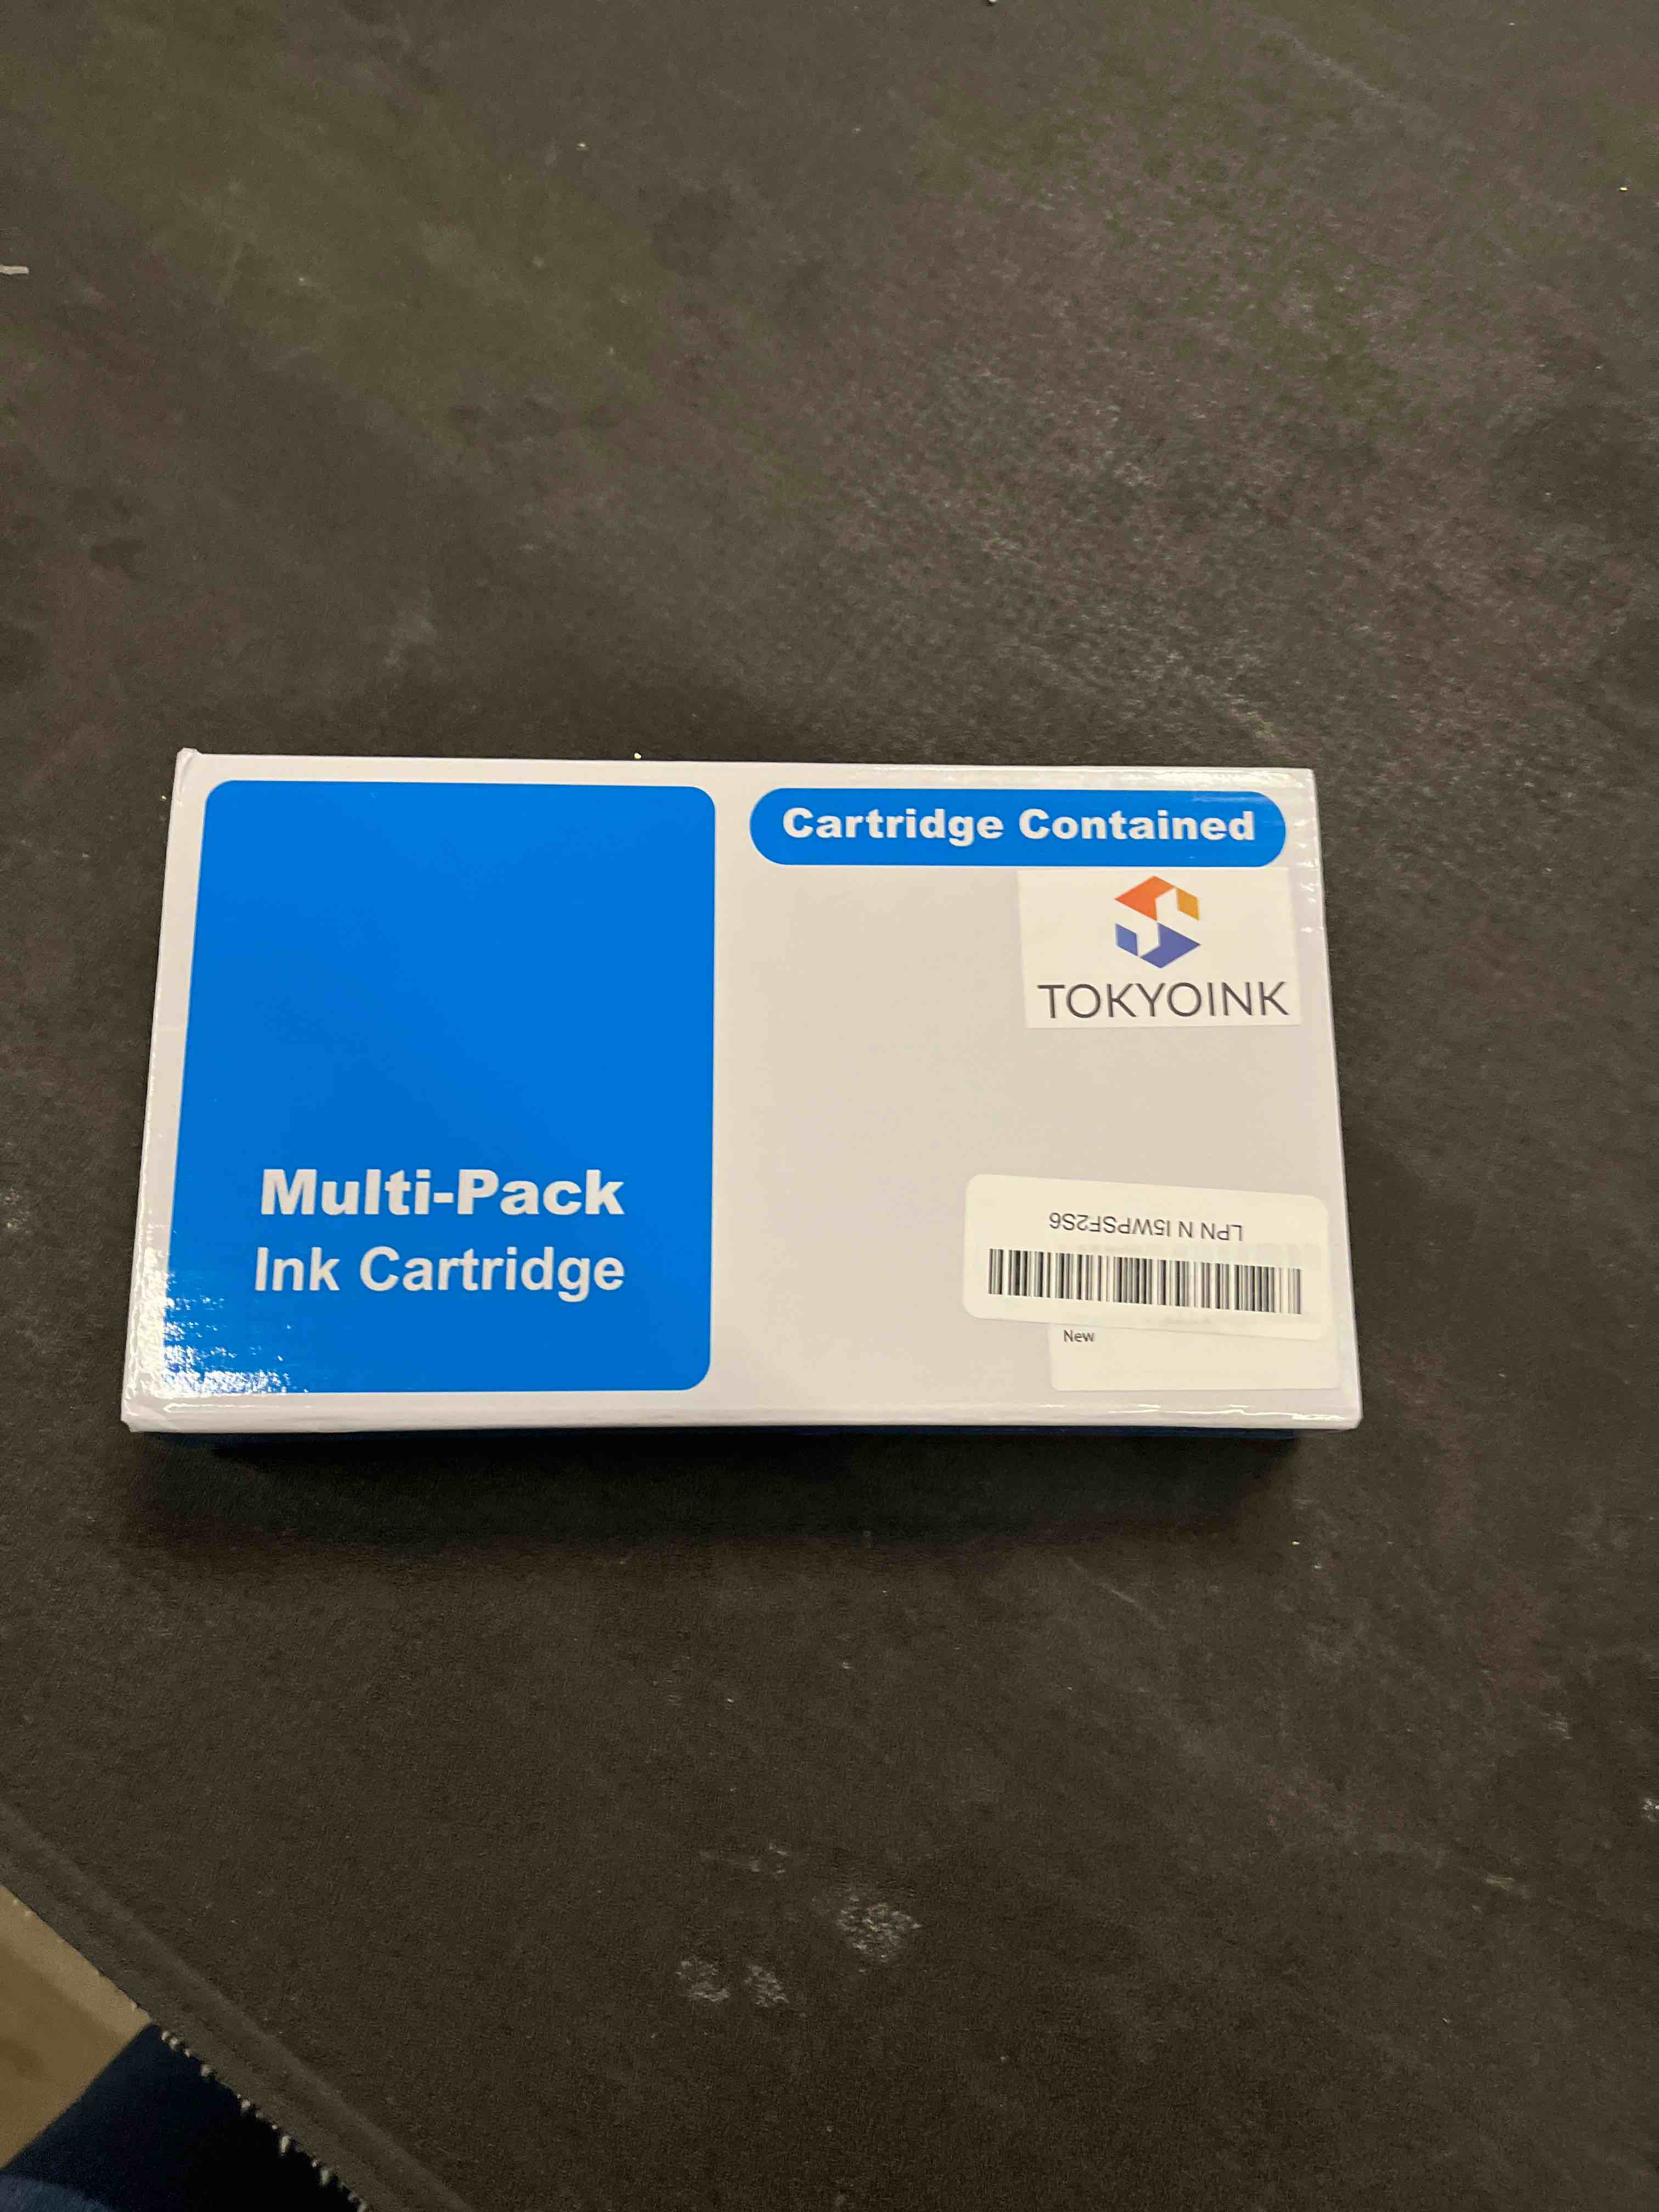 Cartridge Contained
TOKYOINK
Multi-Pack
Ink Cartridge
LPN N I5WPSF2S6
New